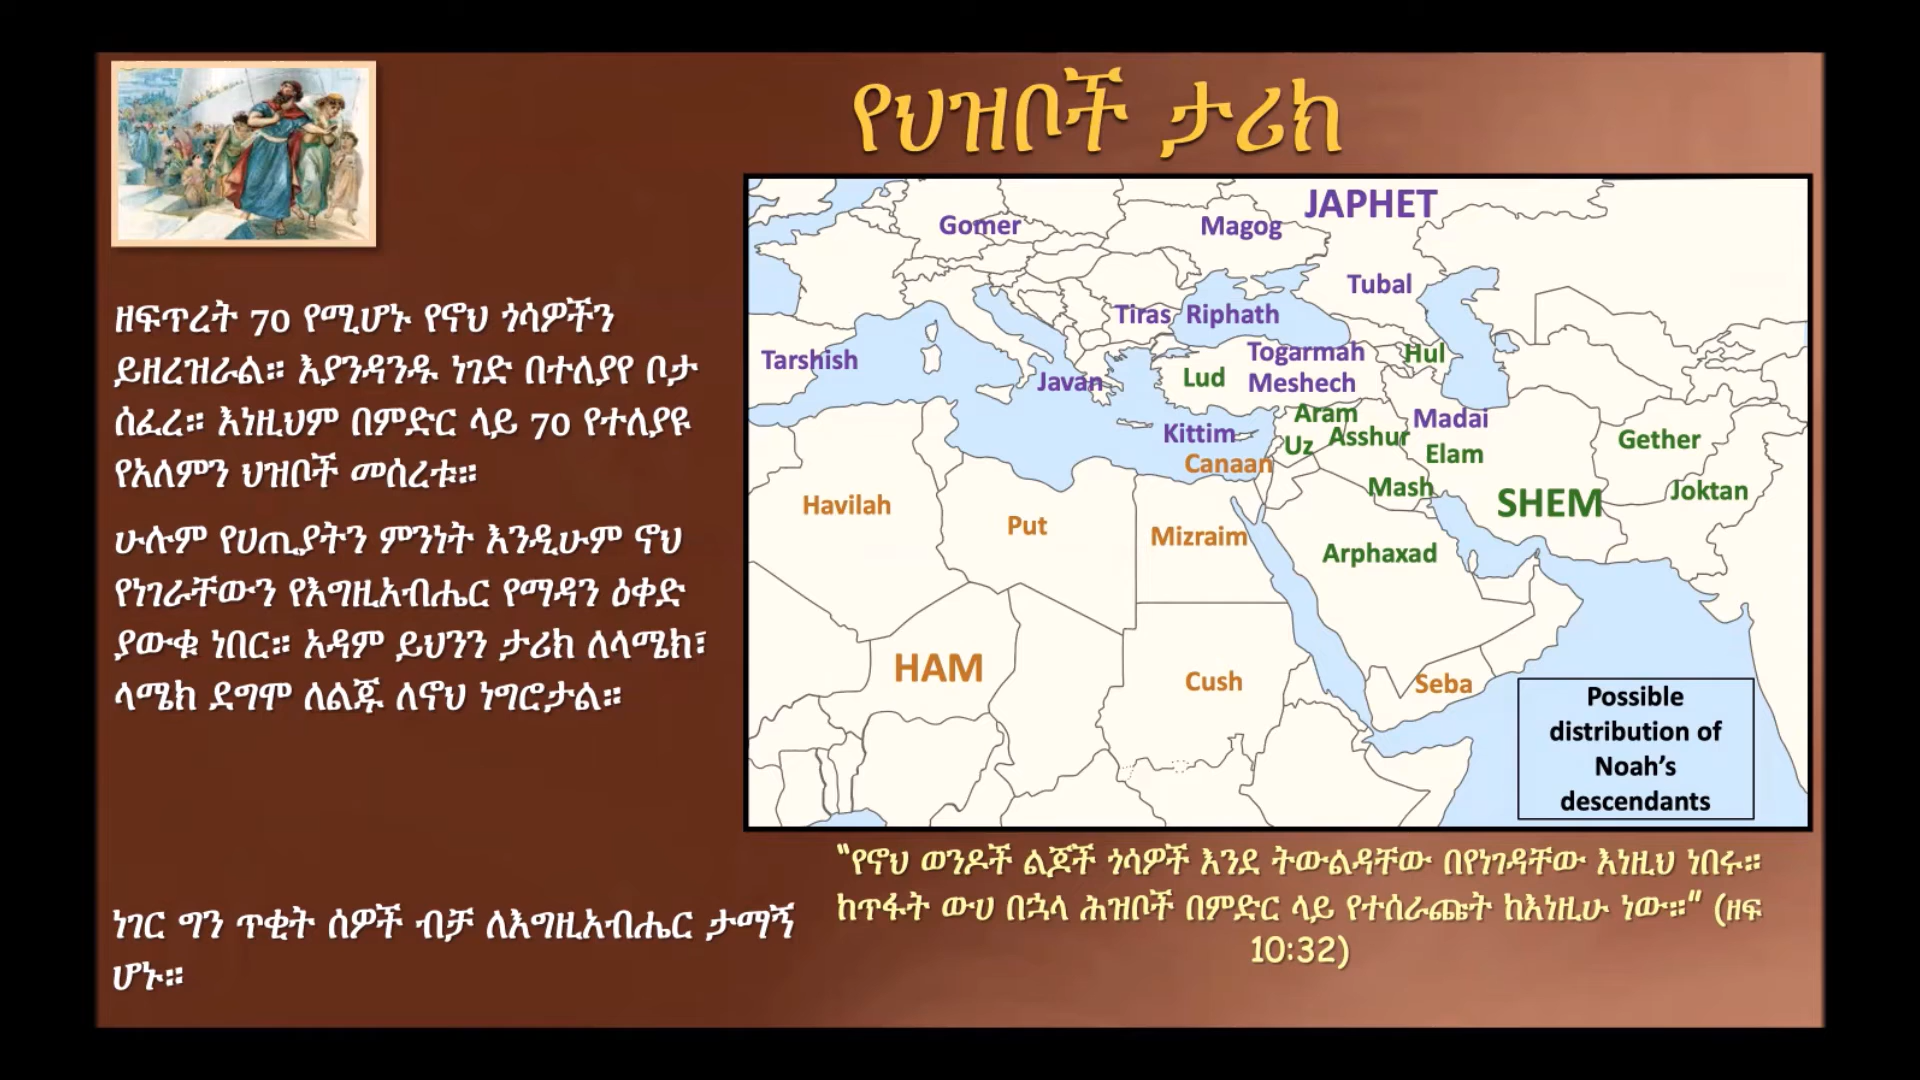 የህዝቦች ታሪክ
ዘፍጥረት 70 የሚሆኑ የኖህ ጎሳዎችን
ይዘረዝራል። እያንዳንዱ ነገድ በተለያየ ቦታ
ሰፈረ። እነዚህም በምድር ላይ 70 የተለያዩ
የአለምን ህዝቦች መሰረቱ።
ሁሉም የሀጢያትን ምንነት እንዲሁም ኖህ
የነገራቸውን የእግዚአብሔር የማዳን ዕቀድ
ያውቁ ነበር። አዳም ይህንን ታሪክ ለላሜክ፣
ላሜክ ደግሞ ለልጁ ለኖህ ነግሮታል።
ነገር ግን ጥቂት ሰዎች ብቻ ለእግዚአብሔር ታማኝ
ሆኑ።
JAPHET
Gomer
Magog
Tubal
Tiras
Riphath
Tarshish
Togarmah
Hul
Javan
Lud
Meshech
Aram
Madai
Kittim
Uz
Asshur
Gether
Canaan
Elam
Mash
Joktan
Havilah
SHEM
Put
Mizraim
Arphaxad
HAM
Cush
Seba
Possible
distribution of
Noah's
descendants
"የኖህ ወንዶች ልጆች ጎሳዎች እንደ ትውልዳቸው በየነገዳቸው እነዚህ ነበሩ።
ከጥፋት ውሀ በኋላ ሕዝቦች በምድር ላይ የተሰራጩት ከእነዚሁ ነው።" (ዘፍ
10:32)